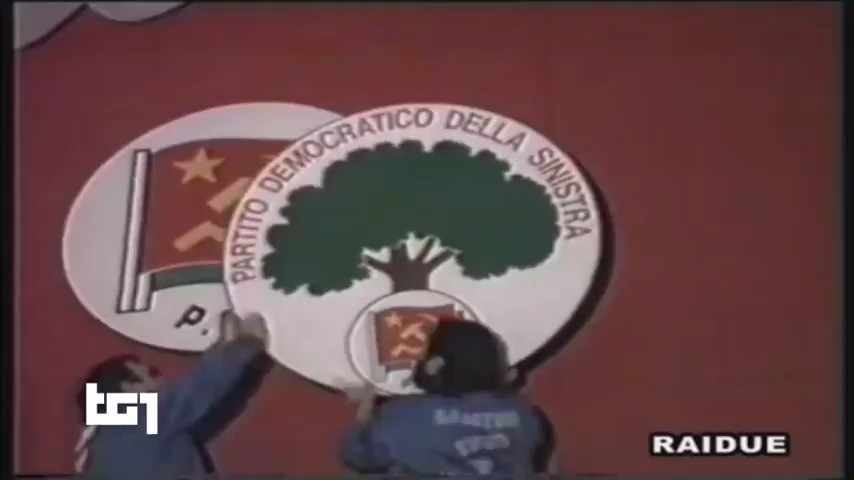 PARTITO DEMOCRATICO DELLA SINISTRA
P.
tg1
RAIDUE